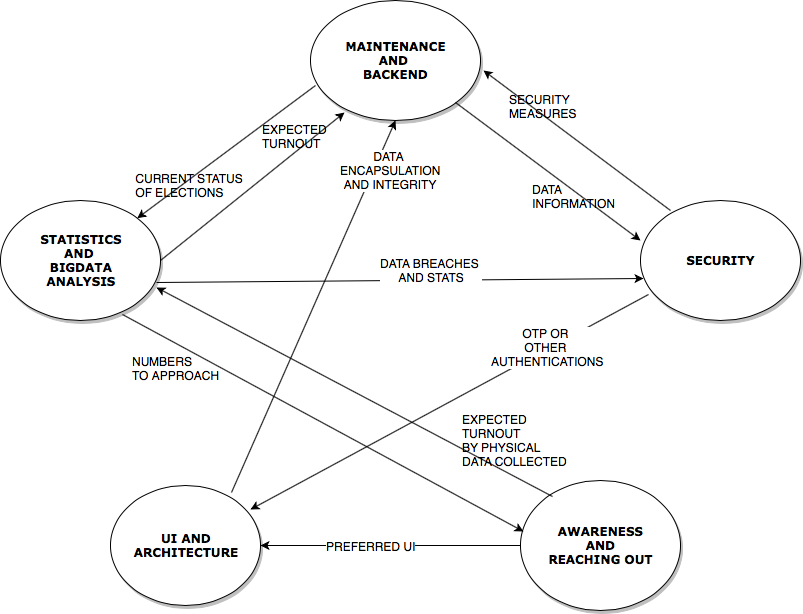 MAINTENANCE
AND
BACKEND
SECURITY
MEASURES
EXPECTED
TURNOUT
DATA
ENCAPSULATION
AND INTEGRITY
CURRENT STATUS
OF ELECTIONS
DATA
INFORMATION
STATISTICS
AND
BIGDATA
ANALYSIS
SECURITY
DATA BREACHES
AND STATS
OTP OR
OTHER
AUTHENTICATIONS
NUMBERS
TO APPROACH
EXPECTED
TURNOUT
BY PHYSICAL
DATA COLLECTED
UI AND
ARCHITECTURE
PREFERRED UI
AWARENESS
AND
REACHING OUT